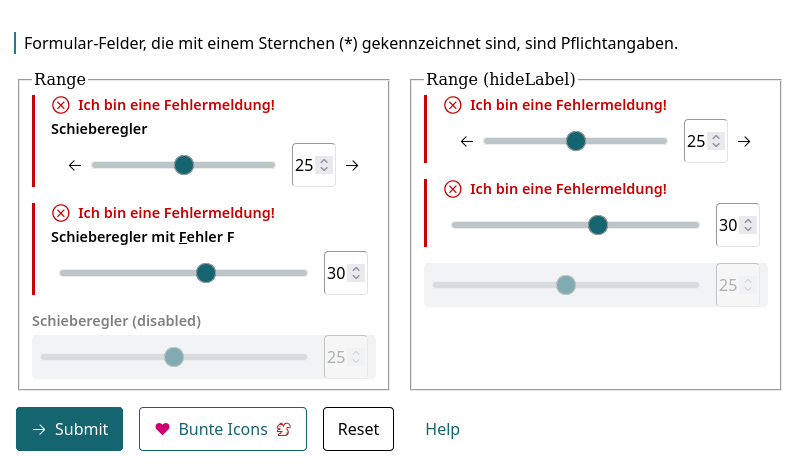 Formular-Felder, die mit einem Sternchen (*) gekennzeichnet sind, sind Pflichtangaben.
Range
Ich bin eine Fehlermeldung!
Schieberegler
25
Ich bin eine Fehlermeldung!
Schieberegler mit Fehler F
30
Schieberegler (disabled)
25
Range (hideLabel)
Ich bin eine Fehlermeldung!
25
Ich bin eine Fehlermeldung!
30
25
Submit
Bunte Icons
Reset
Help